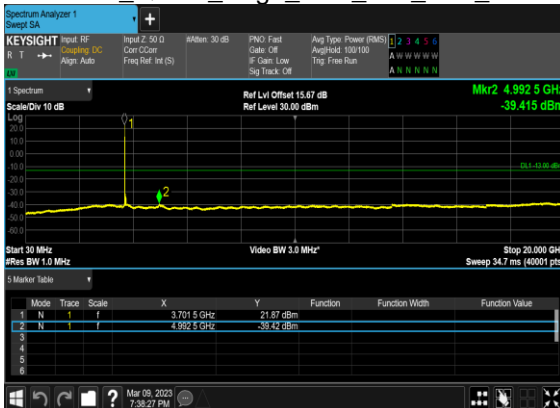 Spectrum Analyzer 1
Swept SA
+
KEYSIGHT
R T
LXI
Input: RF
Coupling: DC
Align: Auto
Input Z: 50 Ω
Corr CCorr
Freq Ref: Int (S)
#Atten: 30 dB
PNO: Fast
Gate: Off
IF Gain: Low
Sig Track: Off
Avg Type: Power (RMS)
Avg|Hold: 100/100
Trig: Free Run
1 2 3 4 5 6
A W W W W W
A N N N N N
1 Spectrum
Scale/Div 10 dB
Ref Lvl Offset 15.67 dB
Ref Level 30.00 dBm
Mkr2 4.992 5 GHz
-39.415 dBm
Log
20.0
10.0
0.00
-10.0
-20.0
-30.0
-40.0
-50.0
-60.0
1
2
DL1 -13.00 dBm
Start 30 MHz
#Res BW 1.0 MHz
Video BW 3.0 MHz*
Stop 20.000 GHz
Sweep 34.7 ms (40001 pts)
5 Marker Table
Mode Trace Scale X Y Function Function Width Function Value
1 N 1 f 3.701 5 GHz 21.87 dBm
2 N 1 f 4.992 5 GHz -39.42 dBm
3
4
5
6
?
Mar 09, 2023
7:38:27 PM